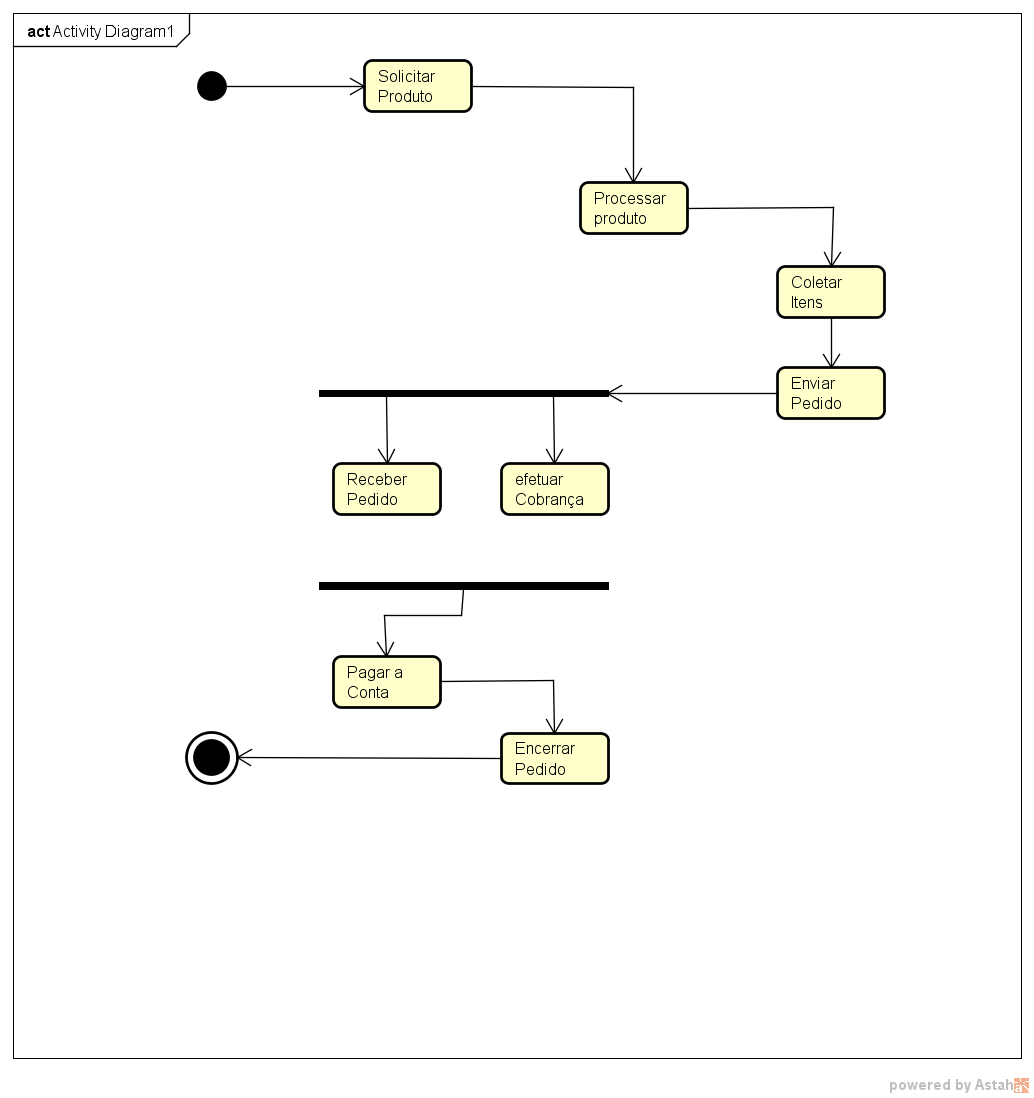 act Activity Diagram1
Solicitar
Produto
Processar
produto
Coletar
Itens
Enviar
Pedido
Receber
Pedido
efetuar
Cobrança
Pagar a
Conta
Encerrar
Pedido
powered by Astah